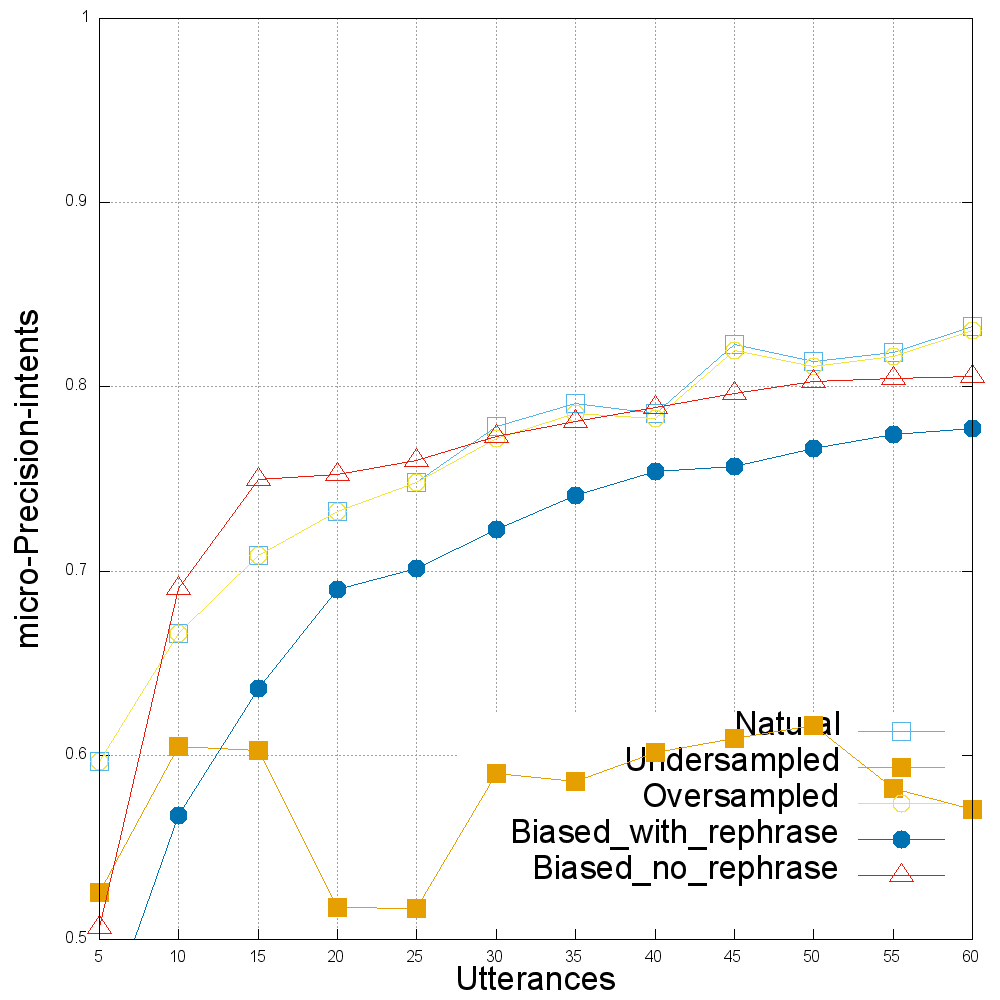 1
0.9
0.8
0.7
0.6
0.5
micro-Precision-intents
Natural
Undersampled
Oversampled
Biased_with_rephrase
Biased_no_rephrase
5 10 15 20 25 30 35 40 45 50 55 60
Utterances